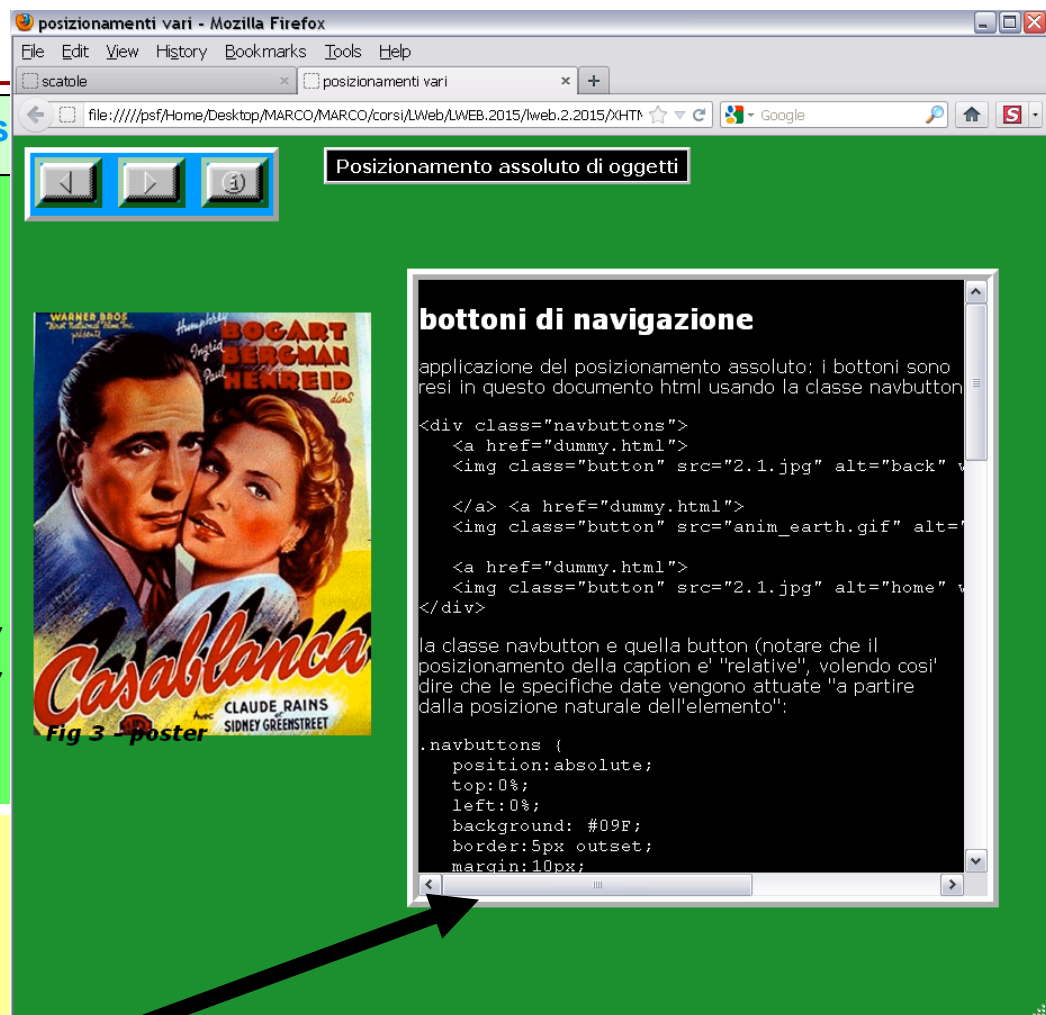 posizionamenti vari - Mozilla Firefox
File Edit View History Bookmarks Tools Help
scatole
posizionamenti vari
file://///psf/Home/Desktop/MARCO/MARCO/corsi/LWeb/LWEB.2015/lweb.2.2015/XHTM
Google
s
Posizionamento assoluto di oggetti
WARNER BROS
Humphrey
BOGART
Ingrid
BERGMAN
Paul
HENREID
dans
Casablanca
Avec
CLAUDE RAINS
SIDNEY GREENSTREET
Fig 3 - poster
bottoni di navigazione
applicazione del posizionamento assoluto: i bottoni sono
resi in questo documento html usando la classe navbutton
<div class="navbuttons">
<a href="dummy.html">
<img class="button" src="2.1.jpg" alt="back" w
</a> <a href="dummy.html">
<img class="button" src="anim_earth.gif" alt="
<a href="dummy.html">
<img class="button" src="2.1.jpg" alt="home" w
</div>
la classe navbutton e quella button (notare che il
posizionamento della caption e' "relative", volendo cosi'
dire che le specifiche date vengono attuate "a partire
dalla posizione naturale dell'elemento":
.navbuttons {
position:absolute;
top:0%;
left:0%;
background: #09F;
border:5px outset;
margin:10px;